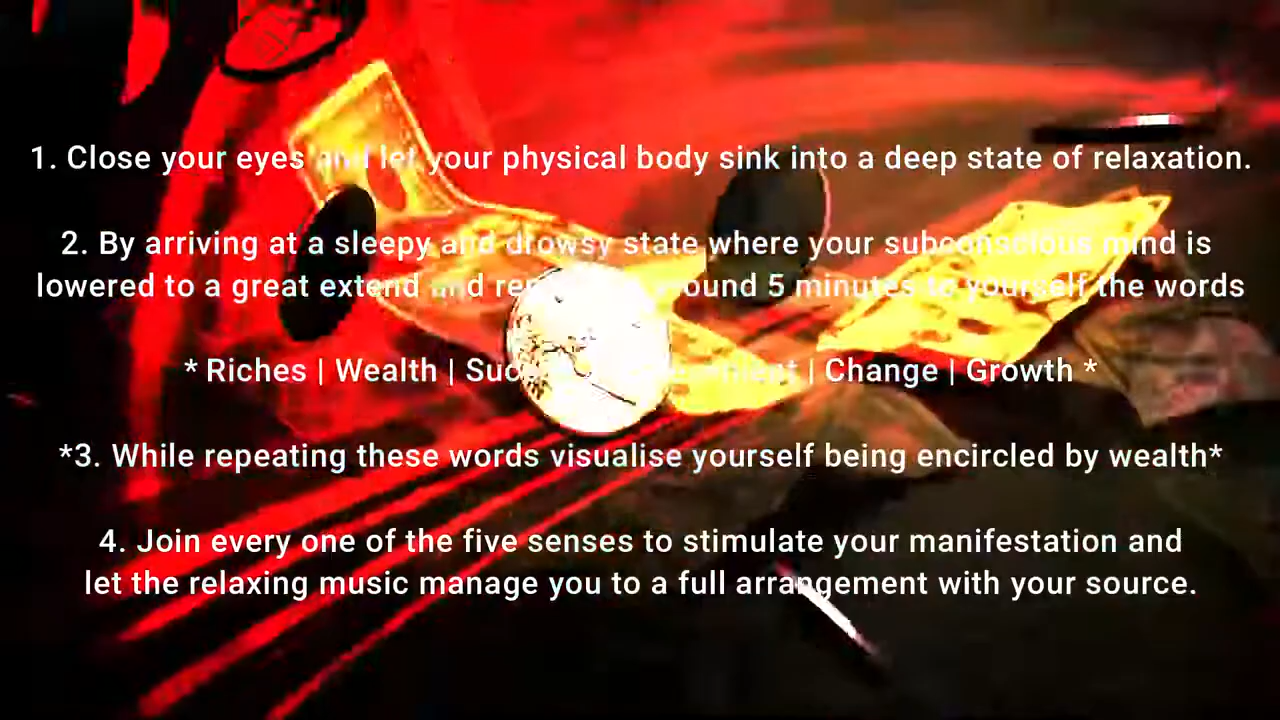 1. Close your eyes and let your physical body sink into a deep state of relaxation.
2. By arriving at a sleepy and drowsy state where your subconscious mind is
lowered to a great extend and around 5 minutes to yourself the words
* Riches | Wealth | | Change | Growth *
*3. While repeating these words visualise yourself being encircled by wealth*
4. Join every one of the five senses to stimulate your manifestation and
let the relaxing music manage you to a full arrangement with your source.